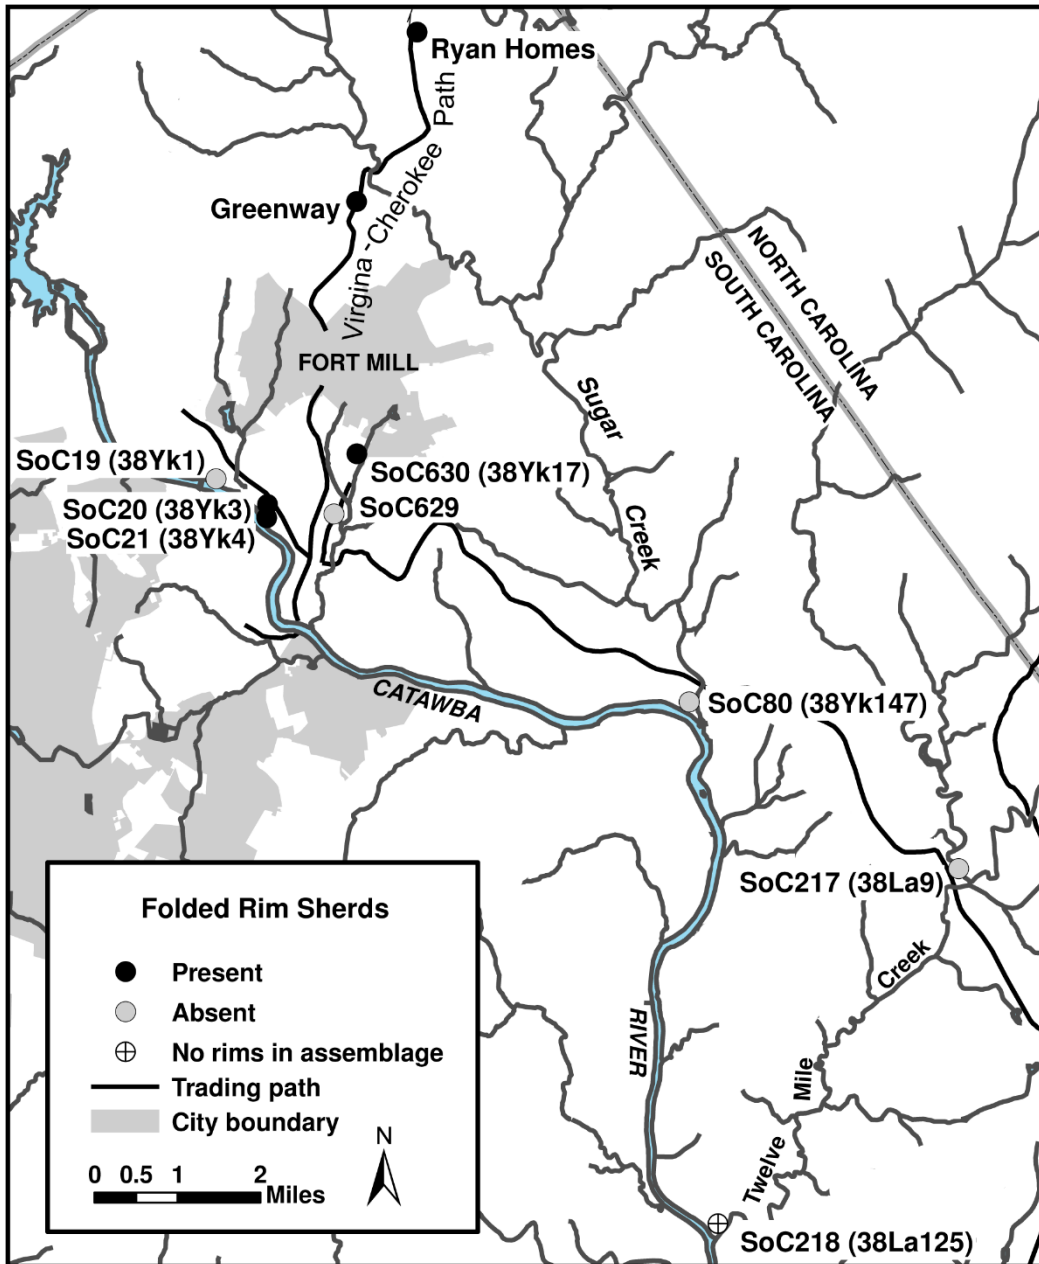 Ryan Homes
Virgina - Cherokee Path
Greenway
NORTH CAROLINA
SOUTH CAROLINA
FORT MILL
Sugar
Creek
SoC19 (38Yk1)
SoC630 (38Yk17)
SoC20 (38Yk3)
SoC629
SoC21 (38Yk4)
CATAWBA
RIVER
SoC80 (38Yk147)
SoC217 (38La9)
Twelve
Mile
Creek
SoC218 (38La125)
Folded Rim Sherds
Present
Absent
No rims in assemblage
Trading path
City boundary
N
0 0.5 1 2
Miles